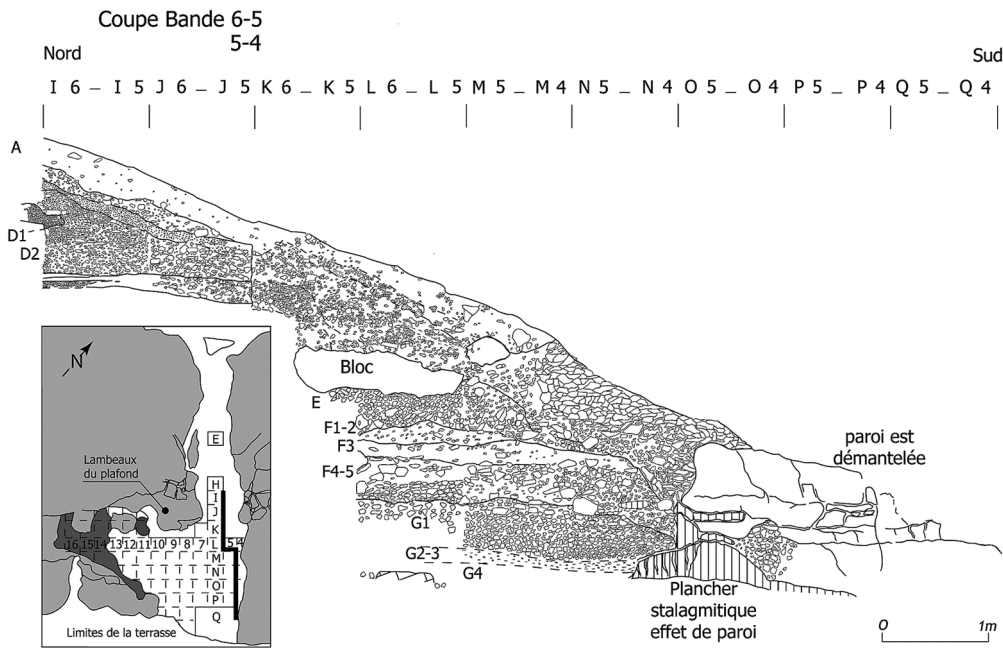 Coupe Bande 6-5
5-4
Nord
Sud
I 6 – I 5 J 6 – J 5 K 6 – K 5 L 6 – L 5 M 5 – M 4 N 5 – N 4 O 5 – O 4 P 5 – P 4 Q 5 – Q 4
A
D1
D2
Bloc
E
F1-2
F3
F4-5
G1
G2-3
G4
paroi est
démantelée
Plancher
stalagmitique
effet de paroi
O 1m
N
E
Lambeaux
du plafond
H
I
J
K
16 15 14 13 12 11 10 9 8 7 L 5 4
M
N
O
P
Q
Limites de la terrasse